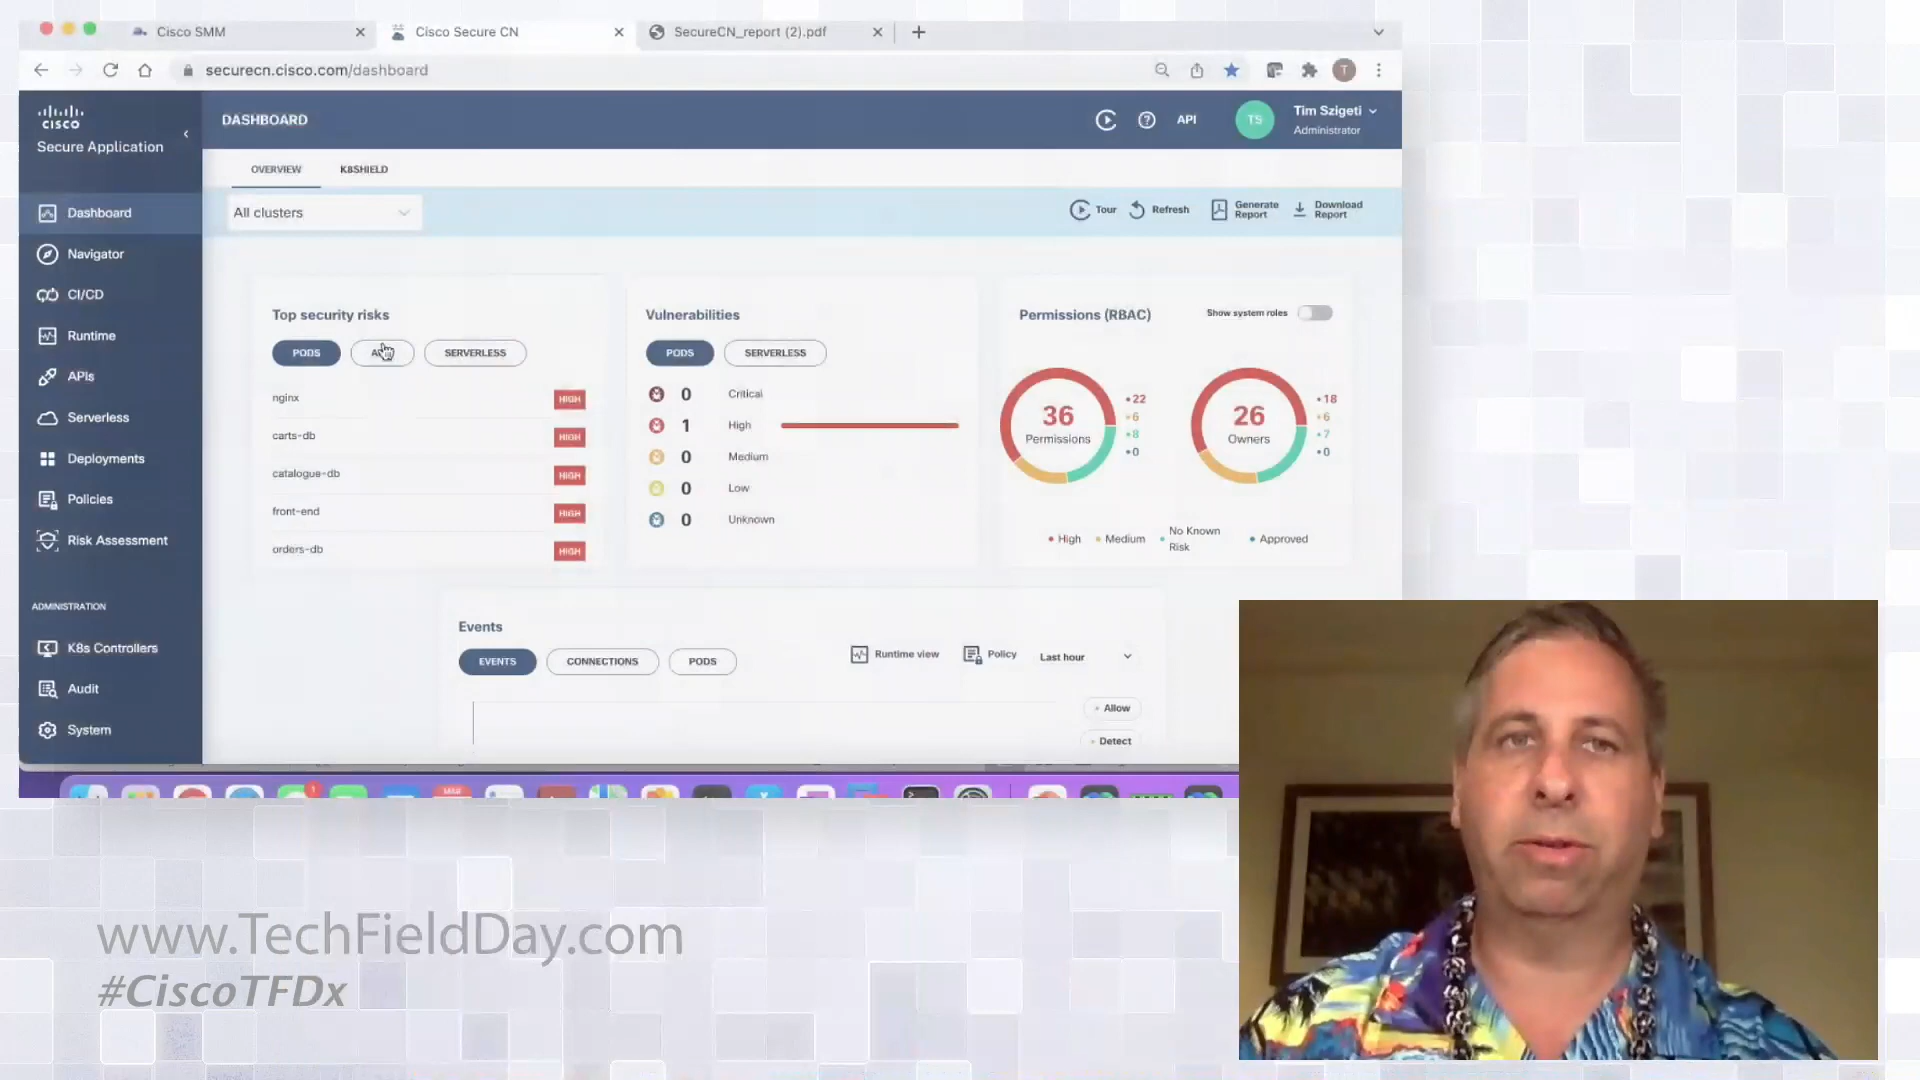 Cisco SMM
Cisco Secure CN
SecureCN_report (2).pdf
securecn.cisco.com/dashboard
T
CISCO
Secure Application
DASHBOARD
API
TS
Tim Szigeti
Administrator
OVERVIEW
K8SHIELD
All clusters
Tour
Refresh
Generate Report
Download Report
Dashboard
Navigator
CI/CD
Runtime
APIs
Serverless
Deployments
Policies
Risk Assessment
ADMINISTRATION
K8s Controllers
Audit
System
Top security risks
PODS
SERVERLESS
nginx HIGH
carts-db HIGH
catalogue-db HIGH
front-end HIGH
orders-db HIGH
Vulnerabilities
PODS
SERVERLESS
0 Critical
1 High
0 Medium
0 Low
0 Unknown
Permissions (RBAC)
Show system roles
36
Permissions
22
6
8
0
26
Owners
18
6
7
0
High
Medium
No Known Risk
Approved
Events
EVENTS
CONNECTIONS
PODS
Runtime view
Policy
Last hour
Allow
Detect
www.TechFieldDay.com
#CiscoTFDx